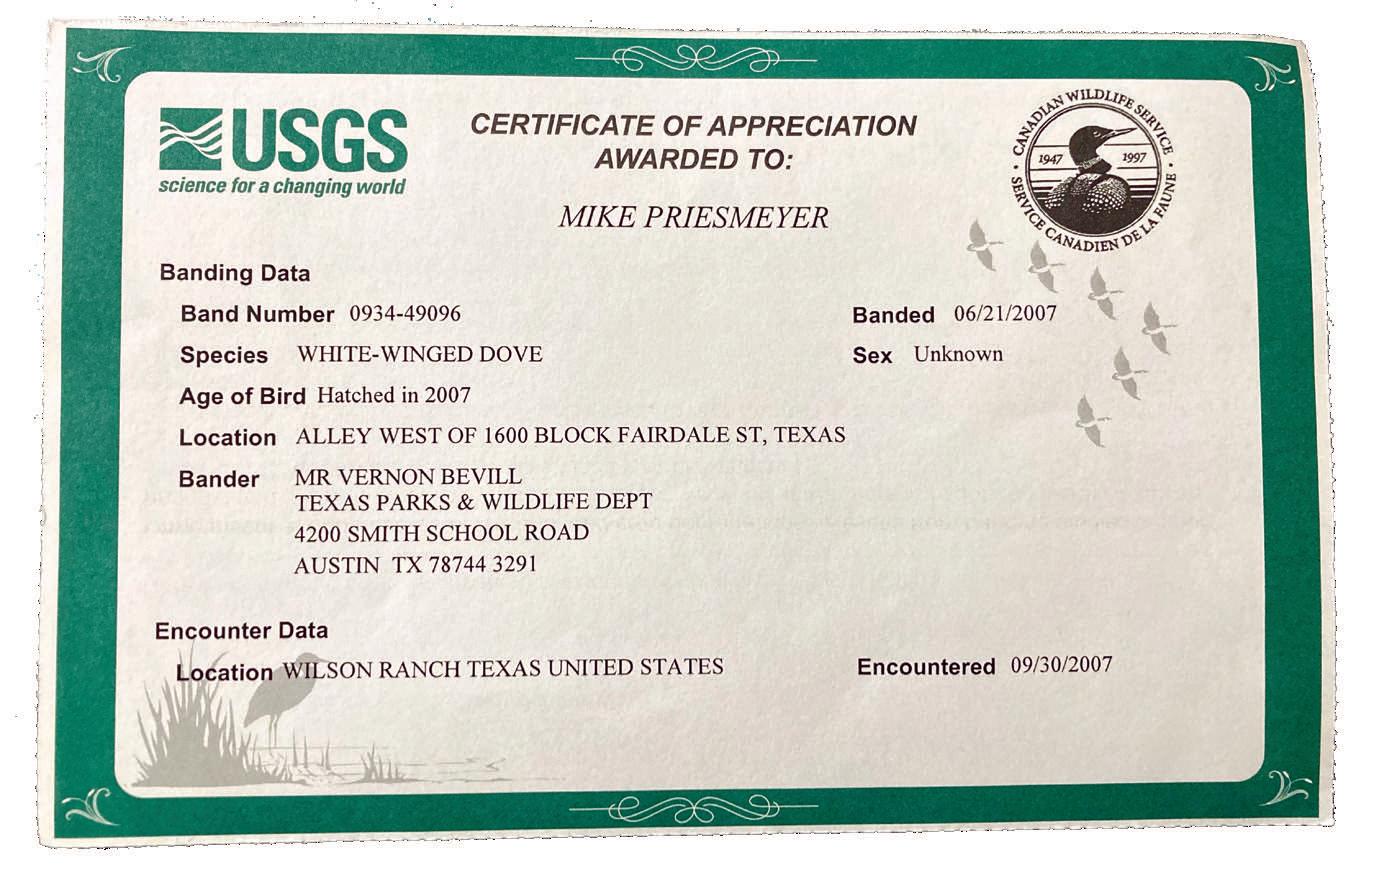 USGS
science for a changing world
CERTIFICATE OF APPRECIATION
AWARDED TO:
MIKE PRIESMEYER
CANADIAN WILDLIFE SERVICE
1947 1997
SERVICE CANADIEN DE LA FAUNE
Banding Data
Band Number 0934-49096 Banded 06/21/2007
Species WHITE-WINGED DOVE Sex Unknown
Age of Bird Hatched in 2007
Location ALLEY WEST OF 1600 BLOCK FAIRDALE ST, TEXAS
Bander MR VERNON BEVILL
TEXAS PARKS & WILDLIFE DEPT
4200 SMITH SCHOOL ROAD
AUSTIN TX 78744 3291
Encounter Data
Location WILSON RANCH TEXAS UNITED STATES Encountered 09/30/2007